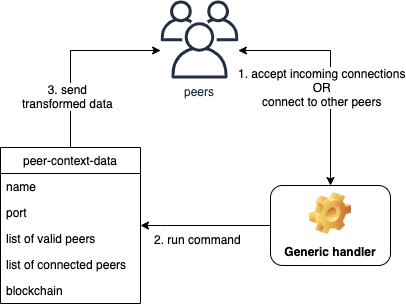 peers
1. accept incoming connections
OR
connect to other peers
3. send
transformed data
peer-context-data
name
port
list of valid peers
list of connected peers
blockchain
2. run command
Generic handler